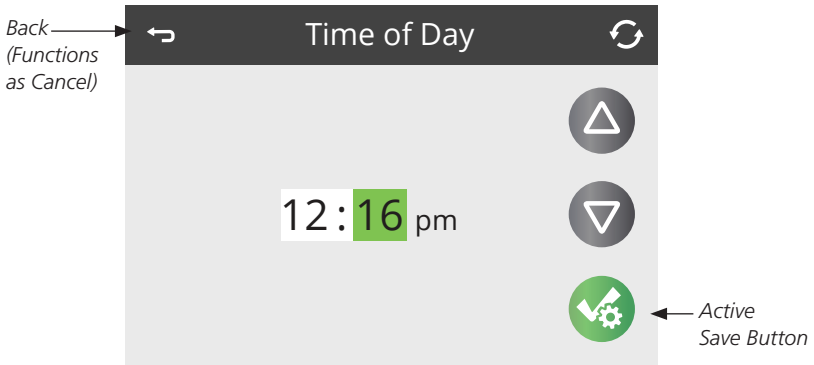 Back
(Functions
as Cancel)
Time of Day
12:16 pm
Active
Save Button